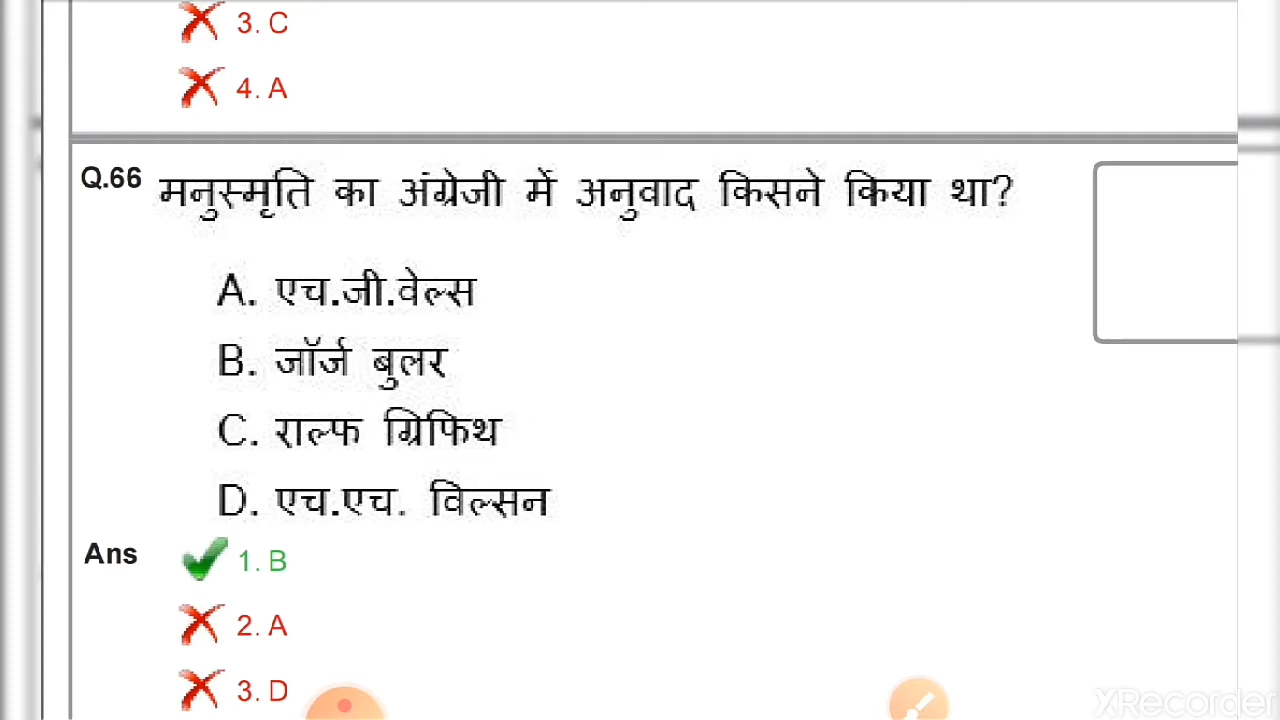 3. C
4. A
Q.66 मनुस्मृति का अंग्रेजी में अनुवाद किसने किया था?
A. एच.जी.वेल्स
B. जॉर्ज बुलर
C. राल्फ ग्रिफिथ
D. एच.एच. विल्सन
Ans 1. B
2. A
3. D
XRecorder